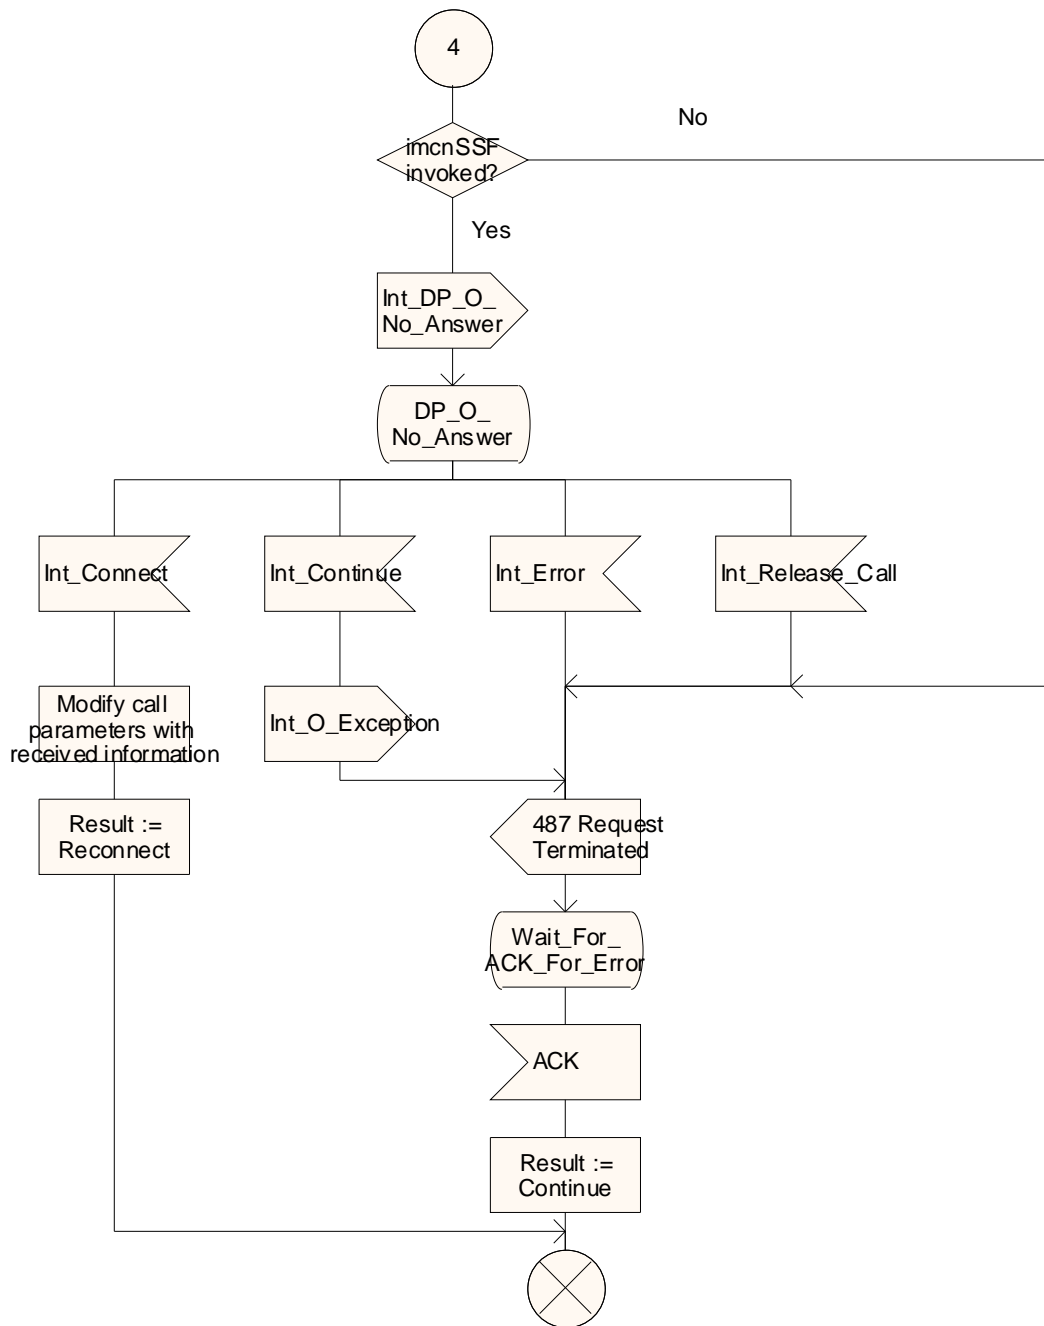 4
No
imcnSSF
invoked?
Yes
Int_DP_O_
No_Answer
DP_O_
No_Answer
Int_Connect
Int_Continue
Int_Error
Int_Release_Call
Modify call
parameters with
received information
Int_O_Exception
Result :=
Reconnect
487 Request
Terminated
Wait_For_
ACK_For_Error
ACK
Result :=
Continue